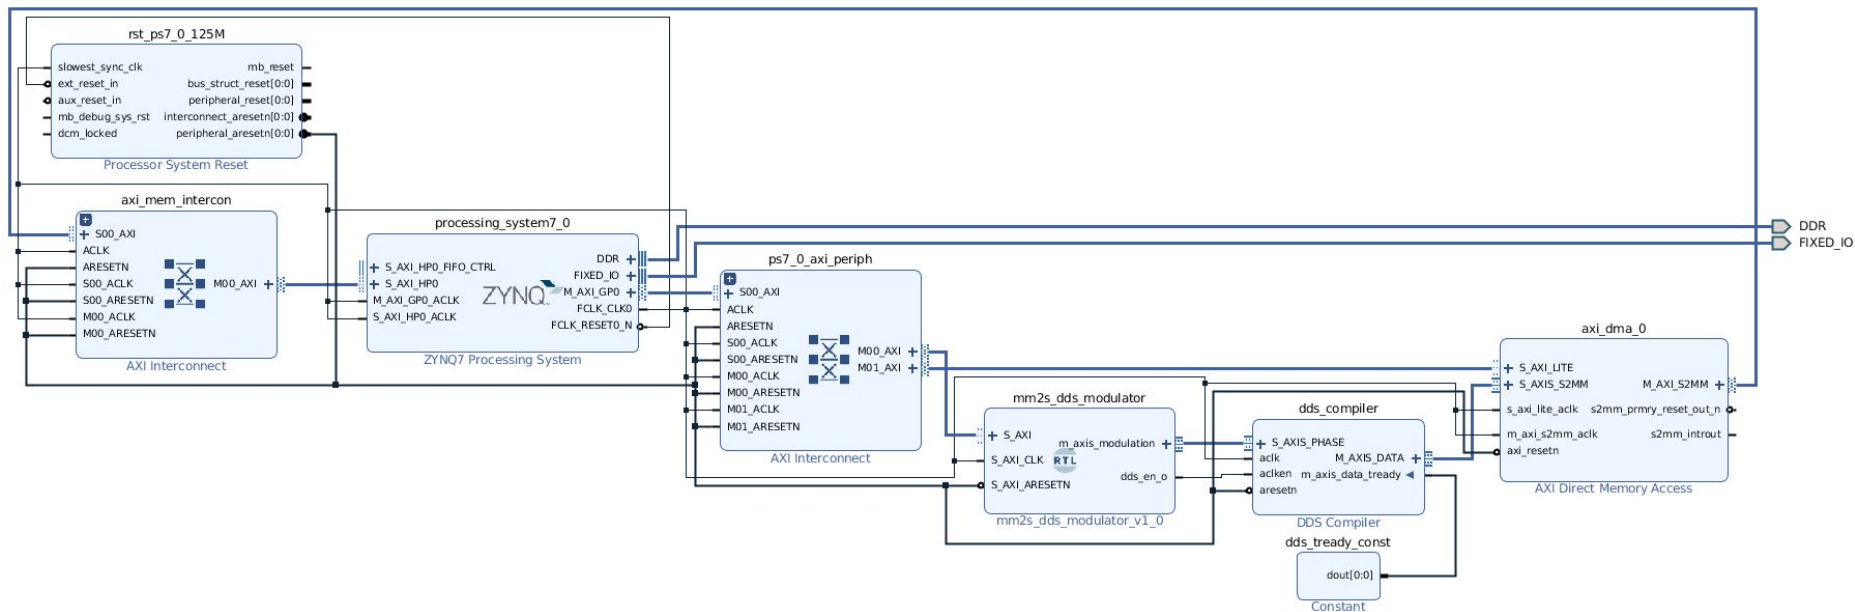 rst_ps7_0_125M
slowest_sync_clk
ext_reset_in
aux_reset_in
mb_debug_sys_rst
dcm_locked
mb_reset
bus_struct_reset[0:0]
peripheral_reset[0:0]
interconnect_aresetn[0:0]
peripheral_aresetn[0:0]
Processor System Reset
axi_mem_intercon
S00_AXI
ACLK
ARESETN
S00_ACLK
S00_ARESETN
M00_ACLK
M00_ARESETN
M00_AXI
AXI Interconnect
processing_system7_0
S_AXI_HP0_FIFO_CTRL
S_AXI_HP0
M_AXI_GP0_ACLK
S_AXI_HP0_ACLK
ZYNQ
DDR
FIXED_IO
M_AXI_GP0
FCLK_CLK0
FCLK_RESET0_N
ZYNQ7 Processing System
ps7_0_axi_periph
S00_AXI
ACLK
ARESETN
S00_ACLK
S00_ARESETN
M00_ACLK
M00_ARESETN
M01_ACLK
M01_ARESETN
M00_AXI
M01_AXI
AXI Interconnect
mm2s_dds_modulator
S_AXI
S_AXI_CLK
S_AXI_ARESETN
RTL
m_axis_modulation
dds_en_o
mm2s_dds_modulator_v1_0
dds_compiler
S_AXIS_PHASE
aclk
aclken
aresetn
M_AXIS_DATA
m_axis_data_tready
DDS Compiler
dds_tready_const
dout[0:0]
Constant
axi_dma_0
S_AXI_LITE
S_AXIS_S2MM
s_axi_lite_aclk
m_axi_s2mm_aclk
axi_resetn
M_AXI_S2MM
s2mm_prmry_reset_out_n
s2mm_introut
AXI Direct Memory Access
DDR
FIXED_IO